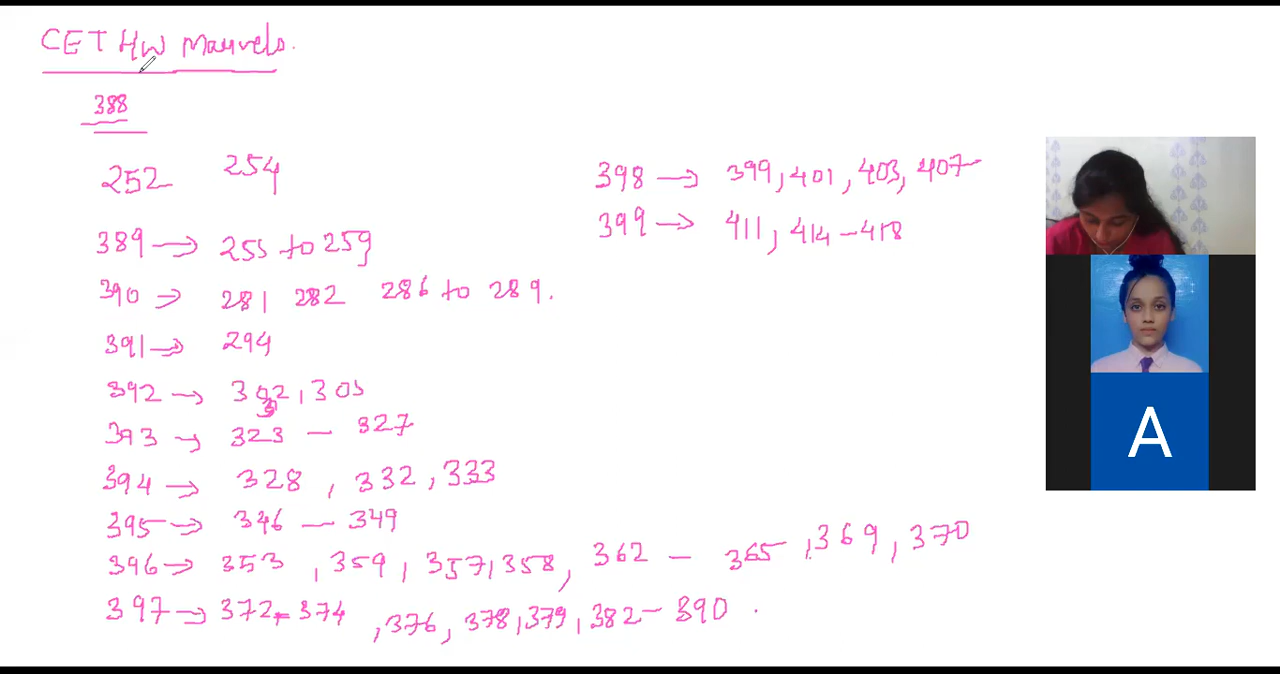 CET HW Marvels.
388
252 254
389 → 255 to 259
390 → 281 282 286 to 289.
391 → 294
392 → 302, 305
393 → 323 - 327
394 → 328, 332, 333
395 → 346 - 349
396 → 353, 359, 357, 358, 362 - 365, 369, 370
397 → 372 - 374, 376, 378, 379, 382 - 390.
398 → 399, 401, 403, 407
399 → 411, 414 - 418
A